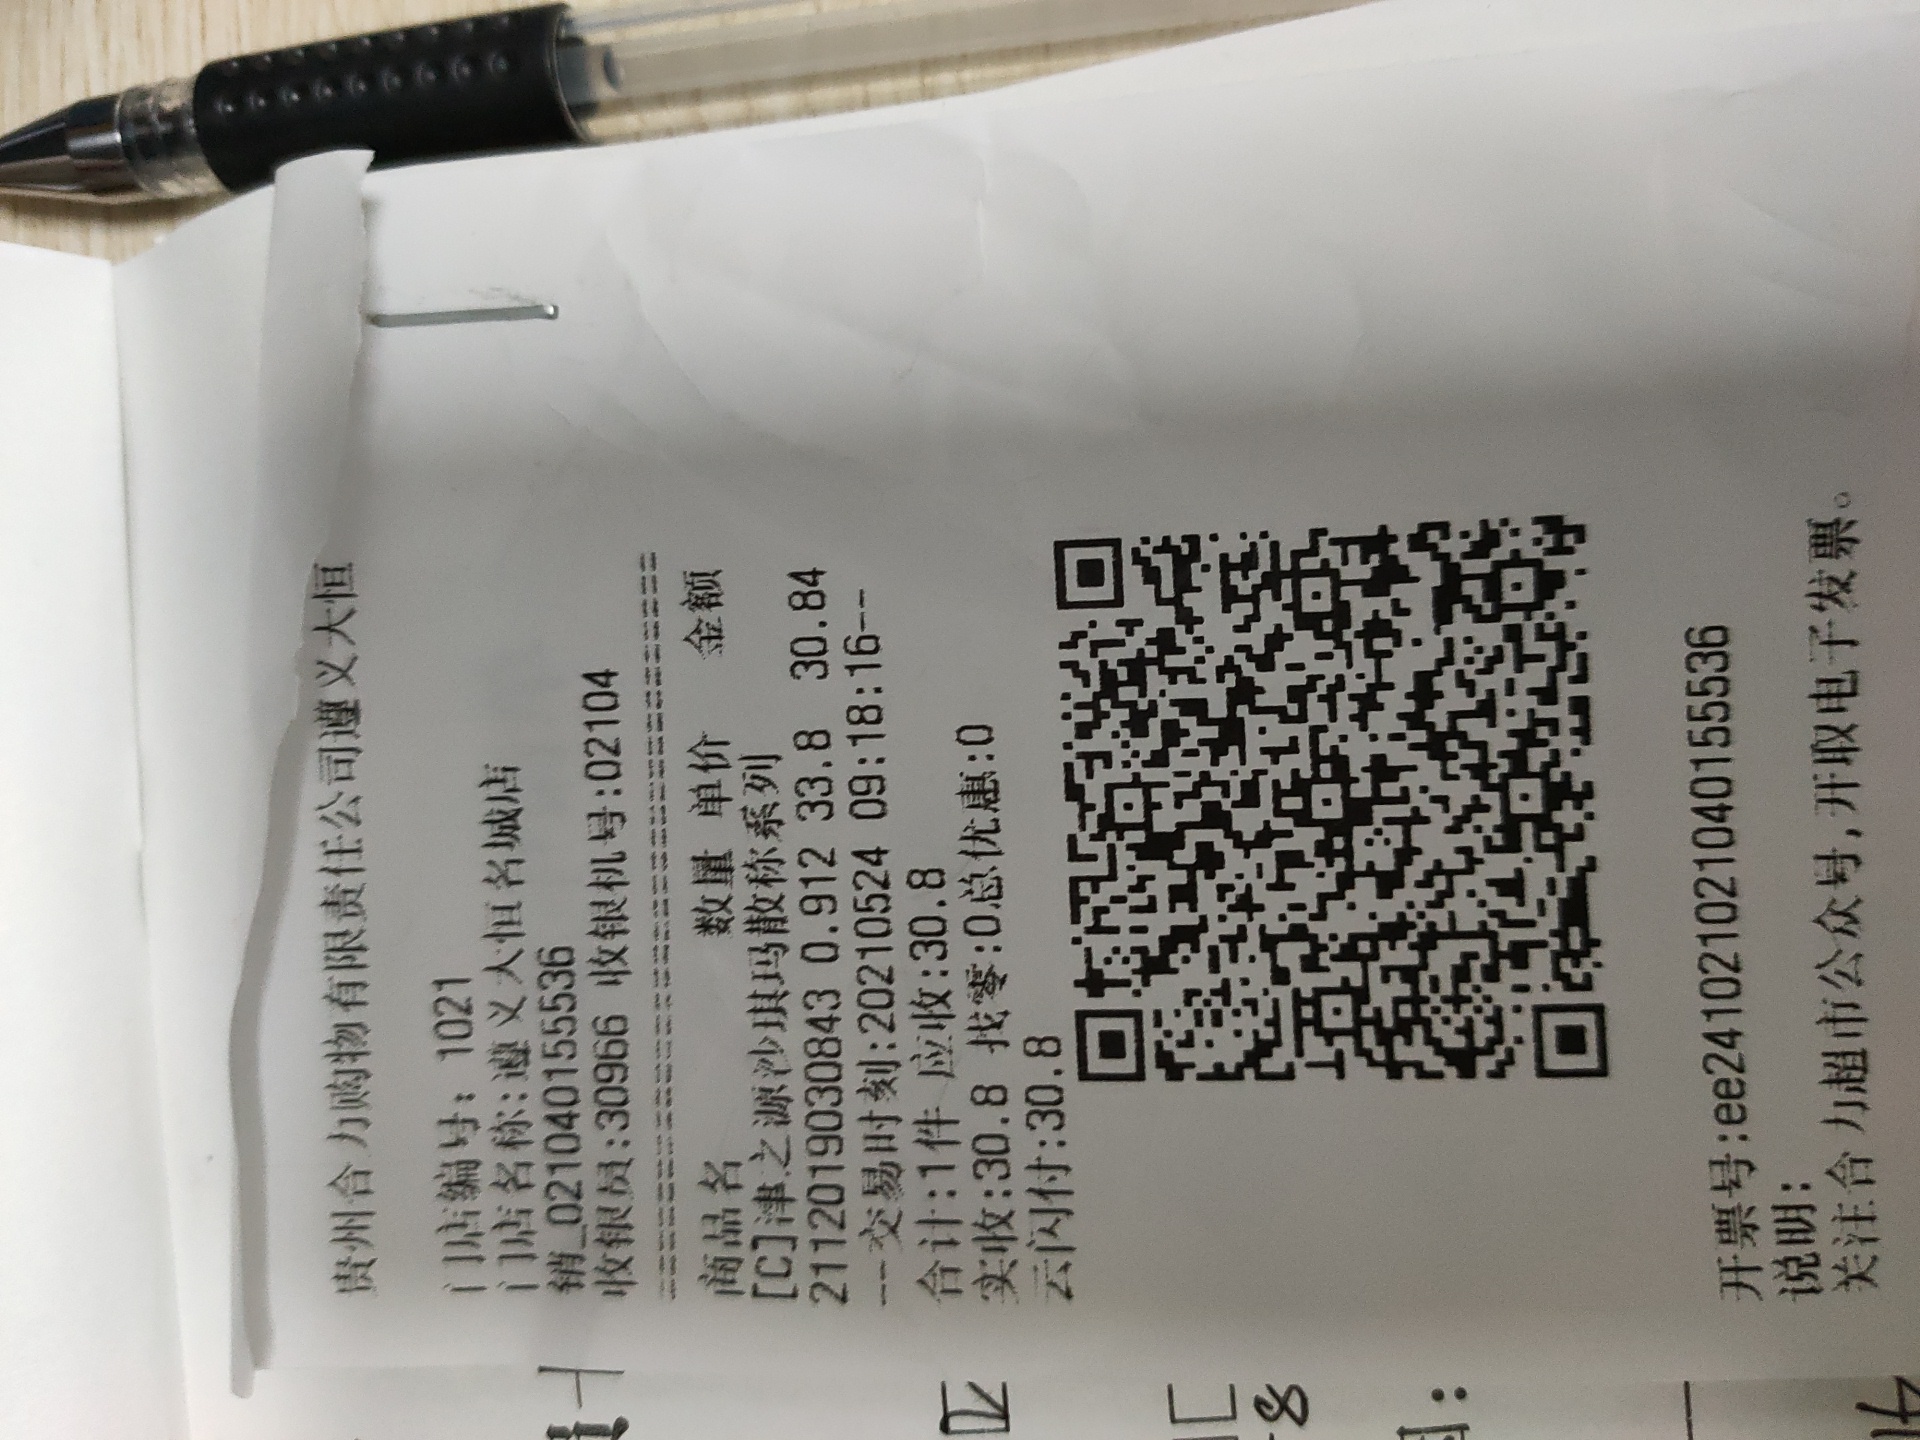 贵州合力购物有限责任公司遵义大恒
门店编号: 1021
门店名称:遵义大恒名城店
销_021040155536
收银员:30966 收银机号:02104
商品名 数量 单价 金额
[C]津之源沙琪玛散称系列
2112019030843 0.912 33.8 30.84
--交易时刻:20210524 09:18:16--
合计:1件 应收:30.8
实收:30.8 找零:0总优惠:0
云闪付:30.8
开票号:ee241021021040155536
说明:
关注合力超市公众号,开取电子发票。